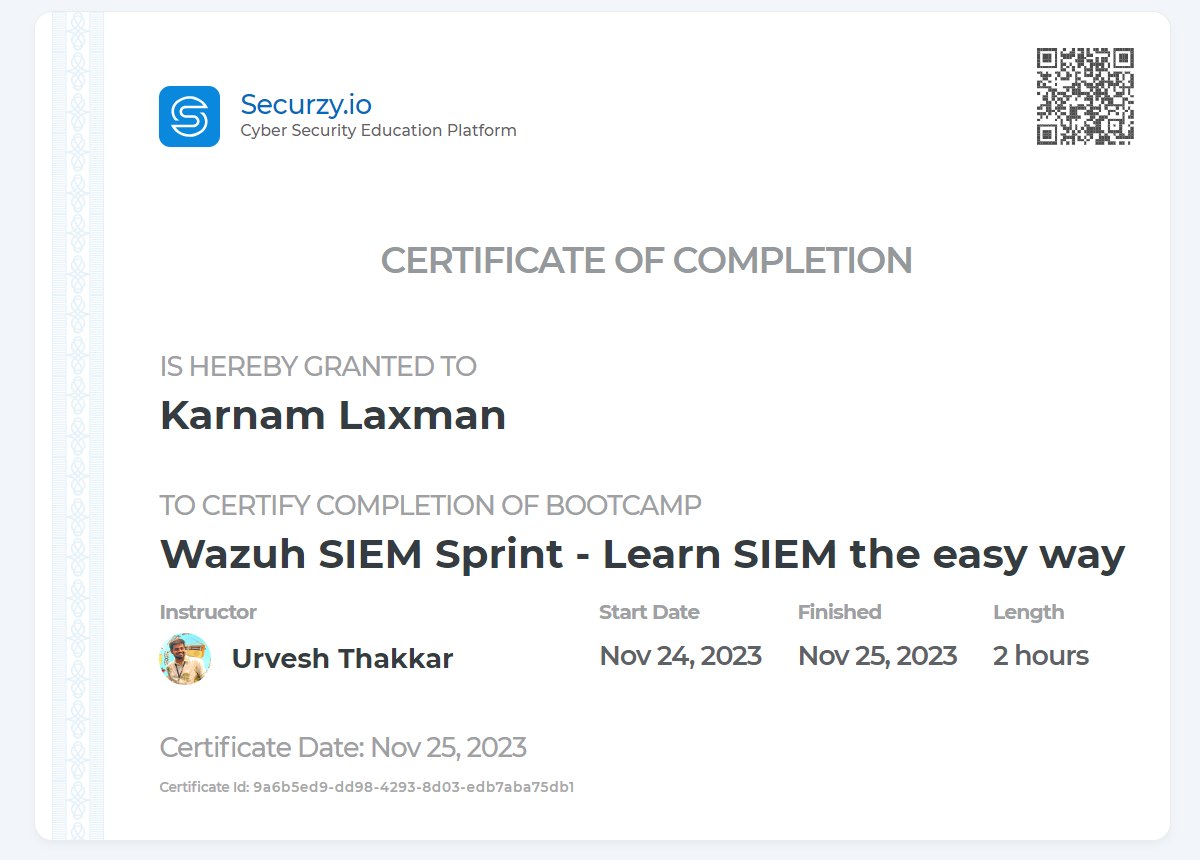 Securzy.io
Cyber Security Education Platform
CERTIFICATE OF COMPLETION
IS HEREBY GRANTED TO
Karnam Laxman
TO CERTIFY COMPLETION OF BOOTCAMP
Wazuh SIEM Sprint - Learn SIEM the easy way
Instructor Start Date Finished Length
Urvesh Thakkar Nov 24, 2023 Nov 25, 2023 2 hours
Certificate Date: Nov 25, 2023
Certificate Id: 9a6b5ed9-dd98-4293-8d03-edb7aba75db1